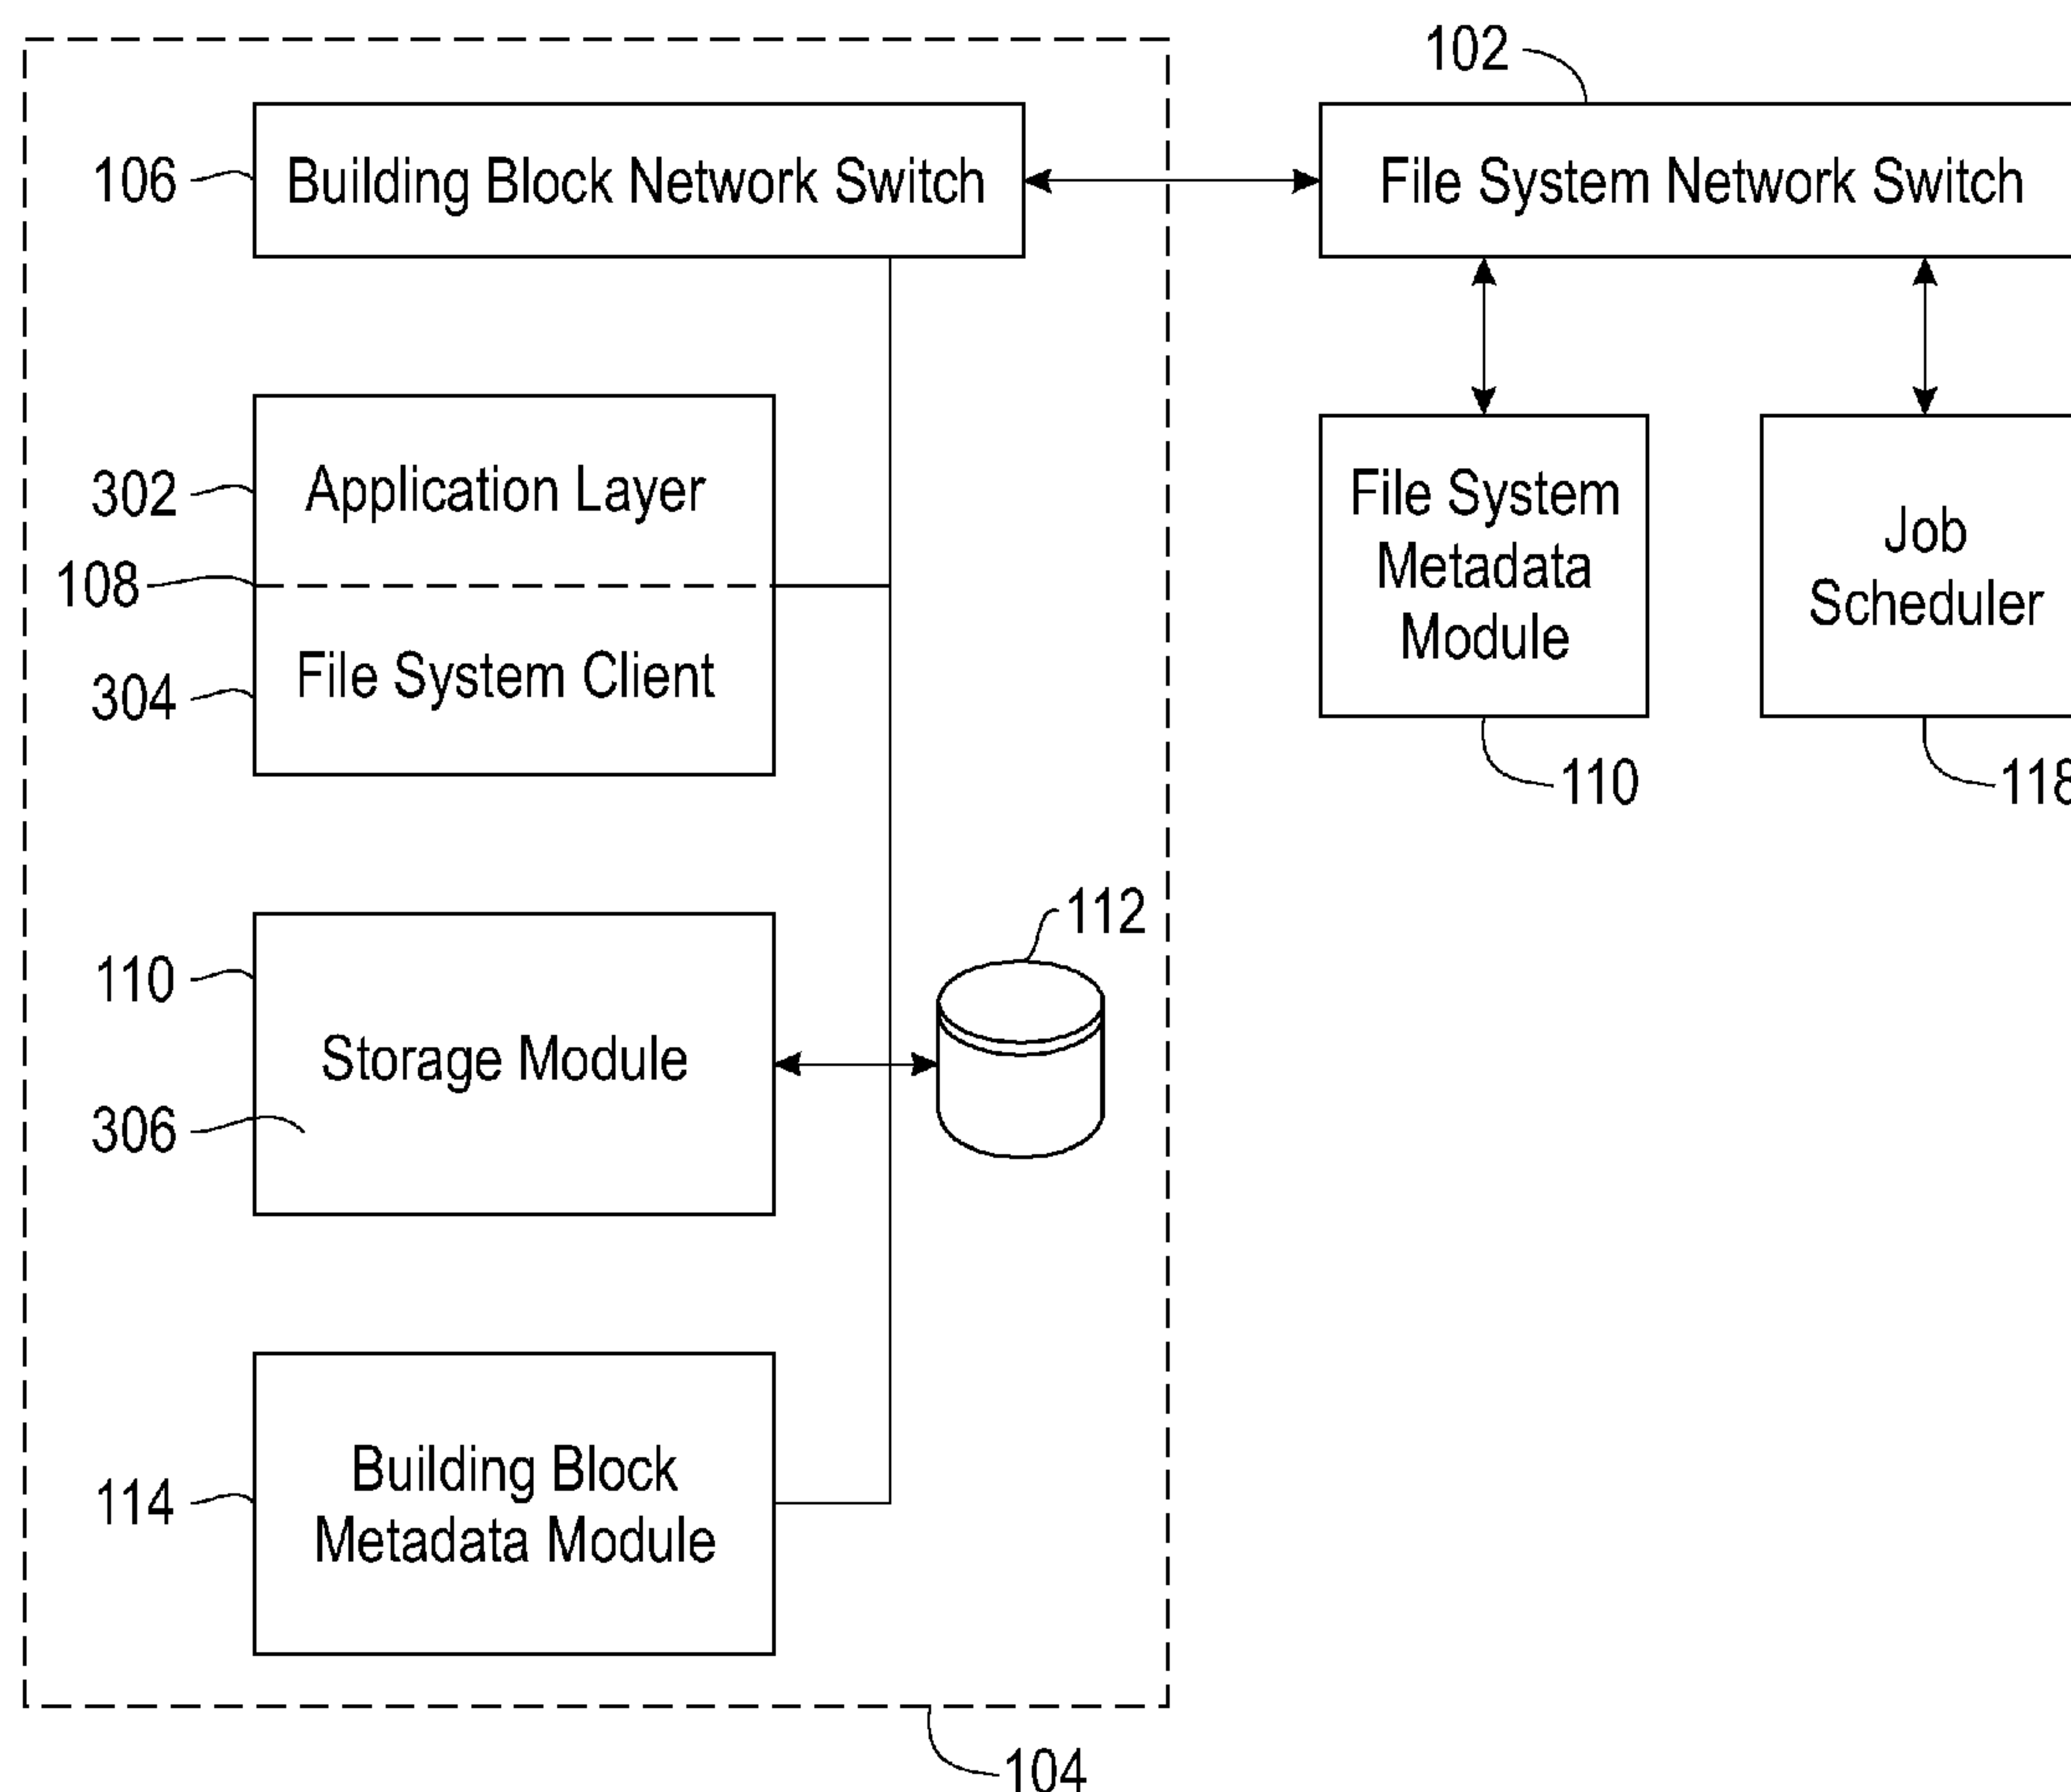 102
106
Building Block Network Switch
File System Network Switch
302
Application Layer
108
304
File System Client
File System
Metadata
Module
Job
Scheduler
110
118
112
110
Storage Module
306
114
Building Block
Metadata Module
104